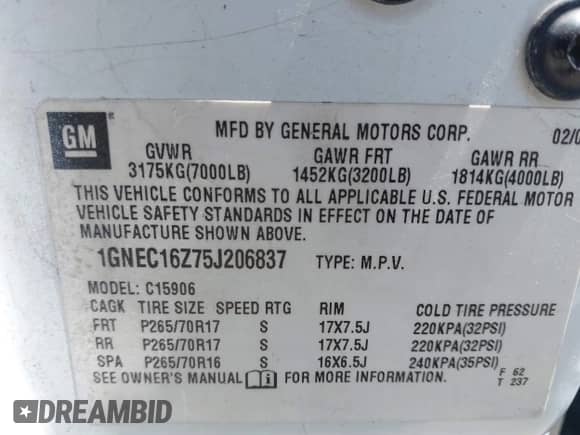 GM ®
MFD BY GENERAL MOTORS CORP. 02/0
GVWR GAWR FRT GAWR RR
3175KG(7000LB) 1452KG(3200LB) 1814KG(4000LB)
THIS VEHICLE CONFORMS TO ALL APPLICABLE U.S. FEDERAL MOTOR
VEHICLE SAFETY STANDARDS IN EFFECT ON THE DATE OF
MANUFACTURE SHOWN ABOVE.
1GNEC16Z75J206837 TYPE: M.P.V.
MODEL: C15906
CAGK TIRE SIZE SPEED RTG RIM COLD TIRE PRESSURE
FRT P265/70R17 S 17X7.5J 220KPA(32PSI)
RR P265/70R17 S 17X7.5J 220KPA(32PSI)
SPA P265/70R16 S 16X6.5J 240KPA(35PSI)
SEE OWNER'S MANUAL i FOR MORE INFORMATION. F 62
T 237
DREAMBID